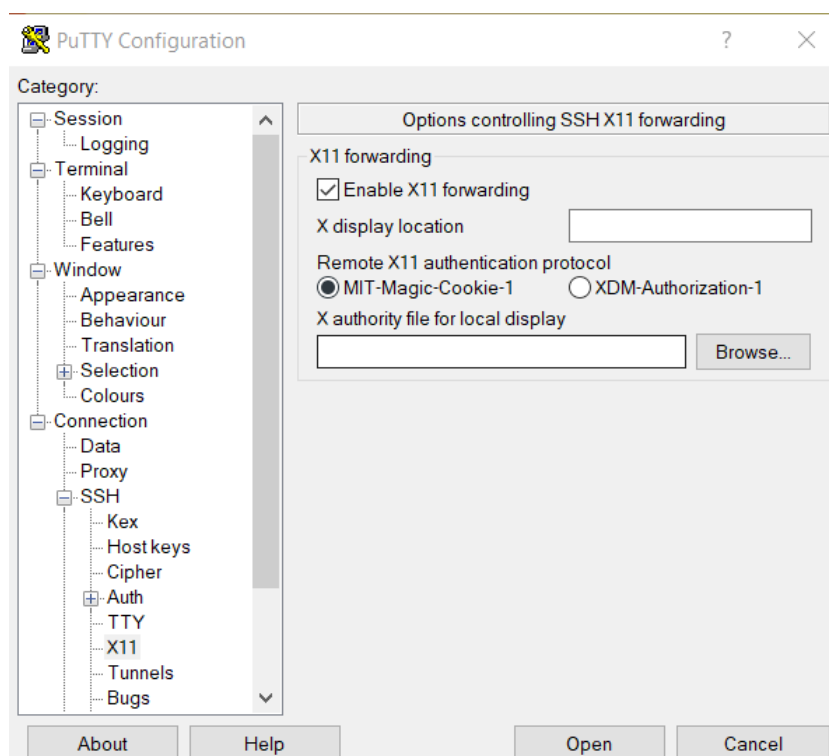 PuTTY Configuration
?
Category:
Session
Logging
Terminal
Keyboard
Bell
Features
Window
Appearance
Behaviour
Translation
Selection
Colours
Connection
Data
Proxy
SSH
Kex
Host keys
Cipher
Auth
TTY
X11
Tunnels
Bugs
Options controlling SSH X11 forwarding
X11 forwarding
Enable X11 forwarding
X display location
Remote X11 authentication protocol
MIT-Magic-Cookie-1 XDM-Authorization-1
X authority file for local display
Browse...
About Help Open Cancel